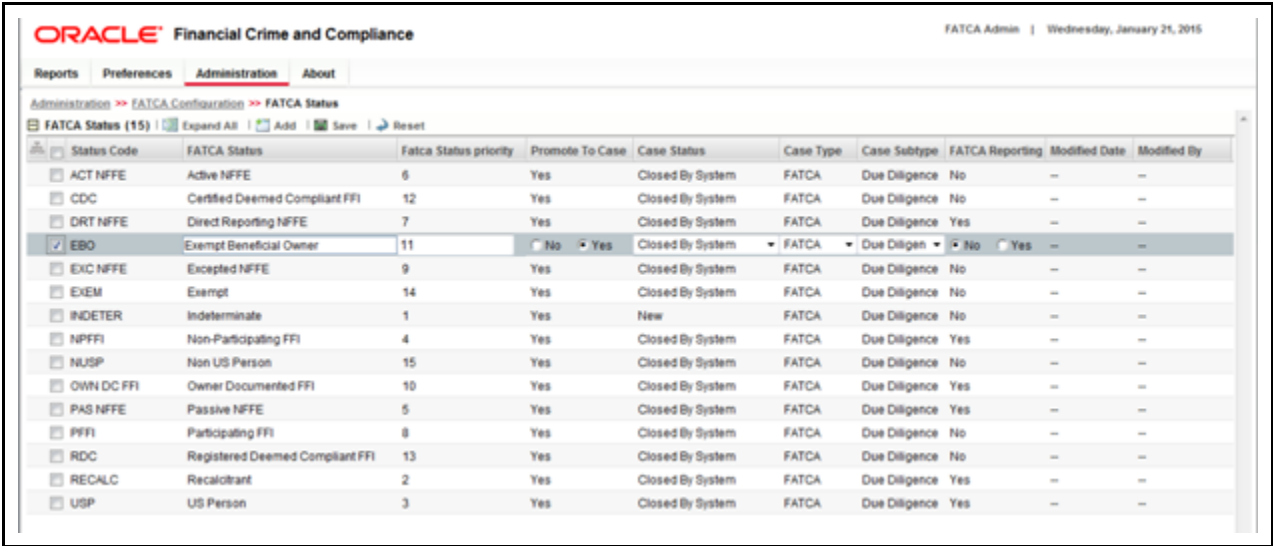 ORACLE Financial Crime and Compliance
FATCA Admin | Wednesday, January 21, 2015
Reports Preferences Administration About
Administration >> FATCA Configuration >> FATCA Status
FATCA Status (15) | Expand All | Add | Save | Reset
Status Code FATCA Status Fatca Status priority Promote To Case Case Status Case Type Case Subtype FATCA Reporting Modified Date Modified By
ACT NFFE Active NFFE 6 Yes Closed By System FATCA Due Diligence No -- --
CDC Certified Deemed Compliant FFI 12 Yes Closed By System FATCA Due Diligence No -- --
DRT NFFE Direct Reporting NFFE 7 Yes Closed By System FATCA Due Diligence Yes -- --
EBO Exempt Beneficial Owner 11 No Yes Closed By System FATCA Due Diligen No Yes -- --
EXC NFFE Excepted NFFE 9 Yes Closed By System FATCA Due Diligence No -- --
EXEM Exempt 14 Yes Closed By System FATCA Due Diligence No -- --
INDETER Indeterminate 1 Yes New FATCA Due Diligence No -- --
NPFFI Non-Participating FFI 4 Yes Closed By System FATCA Due Diligence Yes -- --
NUSP Non US Person 15 Yes Closed By System FATCA Due Diligence No -- --
OWN DC FFI Owner Documented FFI 10 Yes Closed By System FATCA Due Diligence Yes -- --
PAS NFFE Passive NFFE 5 Yes Closed By System FATCA Due Diligence Yes -- --
PFFI Participating FFI 8 Yes Closed By System FATCA Due Diligence No -- --
RDC Registered Deemed Compliant FFI 13 Yes Closed By System FATCA Due Diligence No -- --
RECALC Recalcitrant 2 Yes Closed By System FATCA Due Diligence Yes -- --
USP US Person 3 Yes Closed By System FATCA Due Diligence Yes -- --